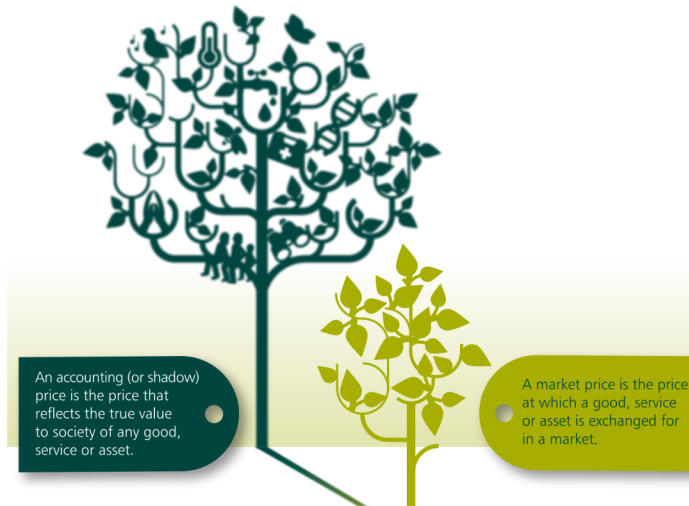 An accounting (or shadow)
price is the price that
reflects the true value
to society of any good,
service or asset.
A market price is the price
at which a good, service
or asset is exchanged for
in a market.